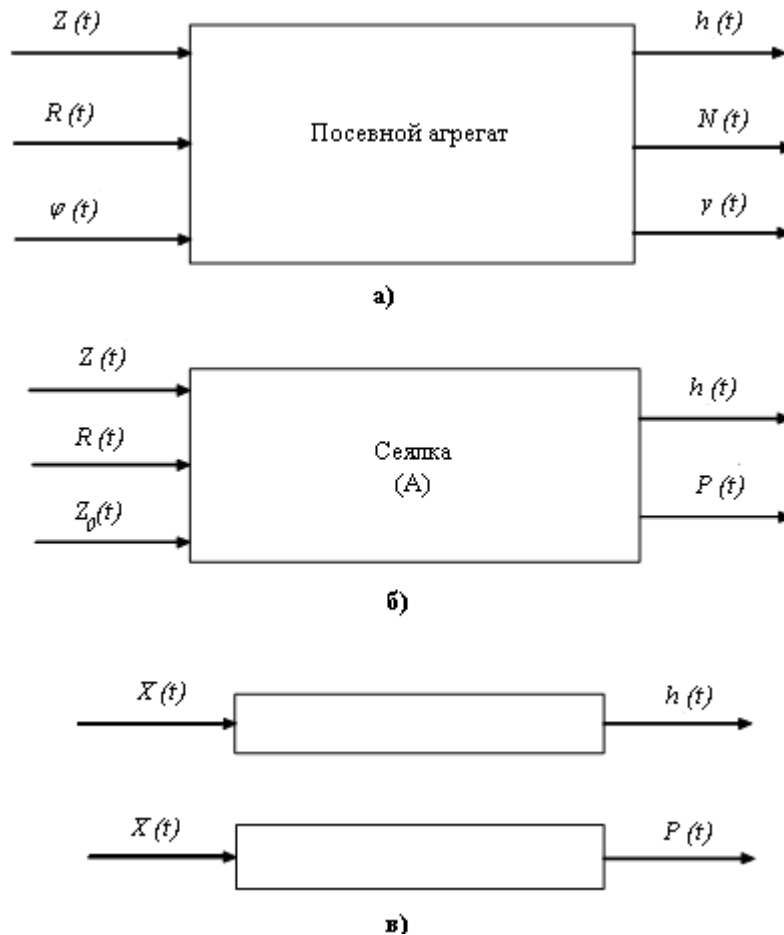 Z (t)
h (t)
R (t)
N (t)
Посевной агрегат
φ (t)
γ (t)
а)
Z (t)
h (t)
R (t)
Сеялка
(А)
P (t)
Z₀(t)
б)
X (t)
h (t)
X (t)
P (t)
в)